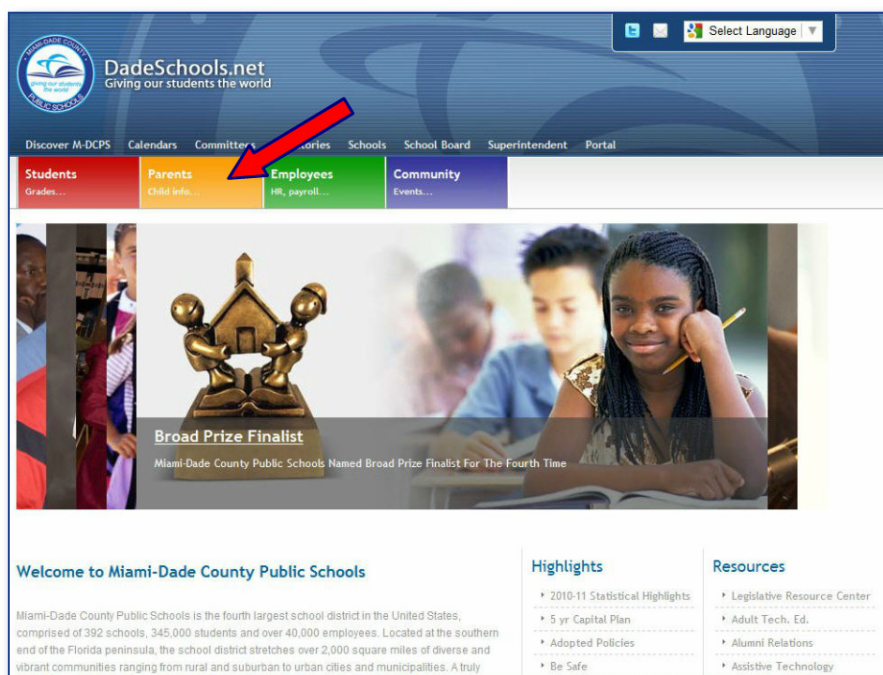 Select Language
MIAMI-DADE COUNTY
giving our students
the world
PUBLIC SCHOOLS
DadeSchools.net
Giving our students the world
Discover M-DCPS Calendars Committees Schools School Board Superintendent Portal
Students Parents Employees Community
Grades... Child info... HR, payroll... Events...
Broad Prize Finalist
Miami-Dade County Public Schools Named Broad Prize Finalist For The Fourth Time
Welcome to Miami-Dade County Public Schools
Miami-Dade County Public Schools is the fourth largest school district in the United States,
comprised of 392 schools, 345,000 students and over 40,000 employees. Located at the southern
end of the Florida peninsula, the school district stretches over 2,000 square miles of diverse and
vibrant communities ranging from rural and suburban to urban cities and municipalities. A truly
Highlights
2010-11 Statistical Highlights
5 yr Capital Plan
Adopted Policies
Be Safe
Resources
Legislative Resource Center
Adult Tech. Ed.
Alumni Relations
Assistive Technology